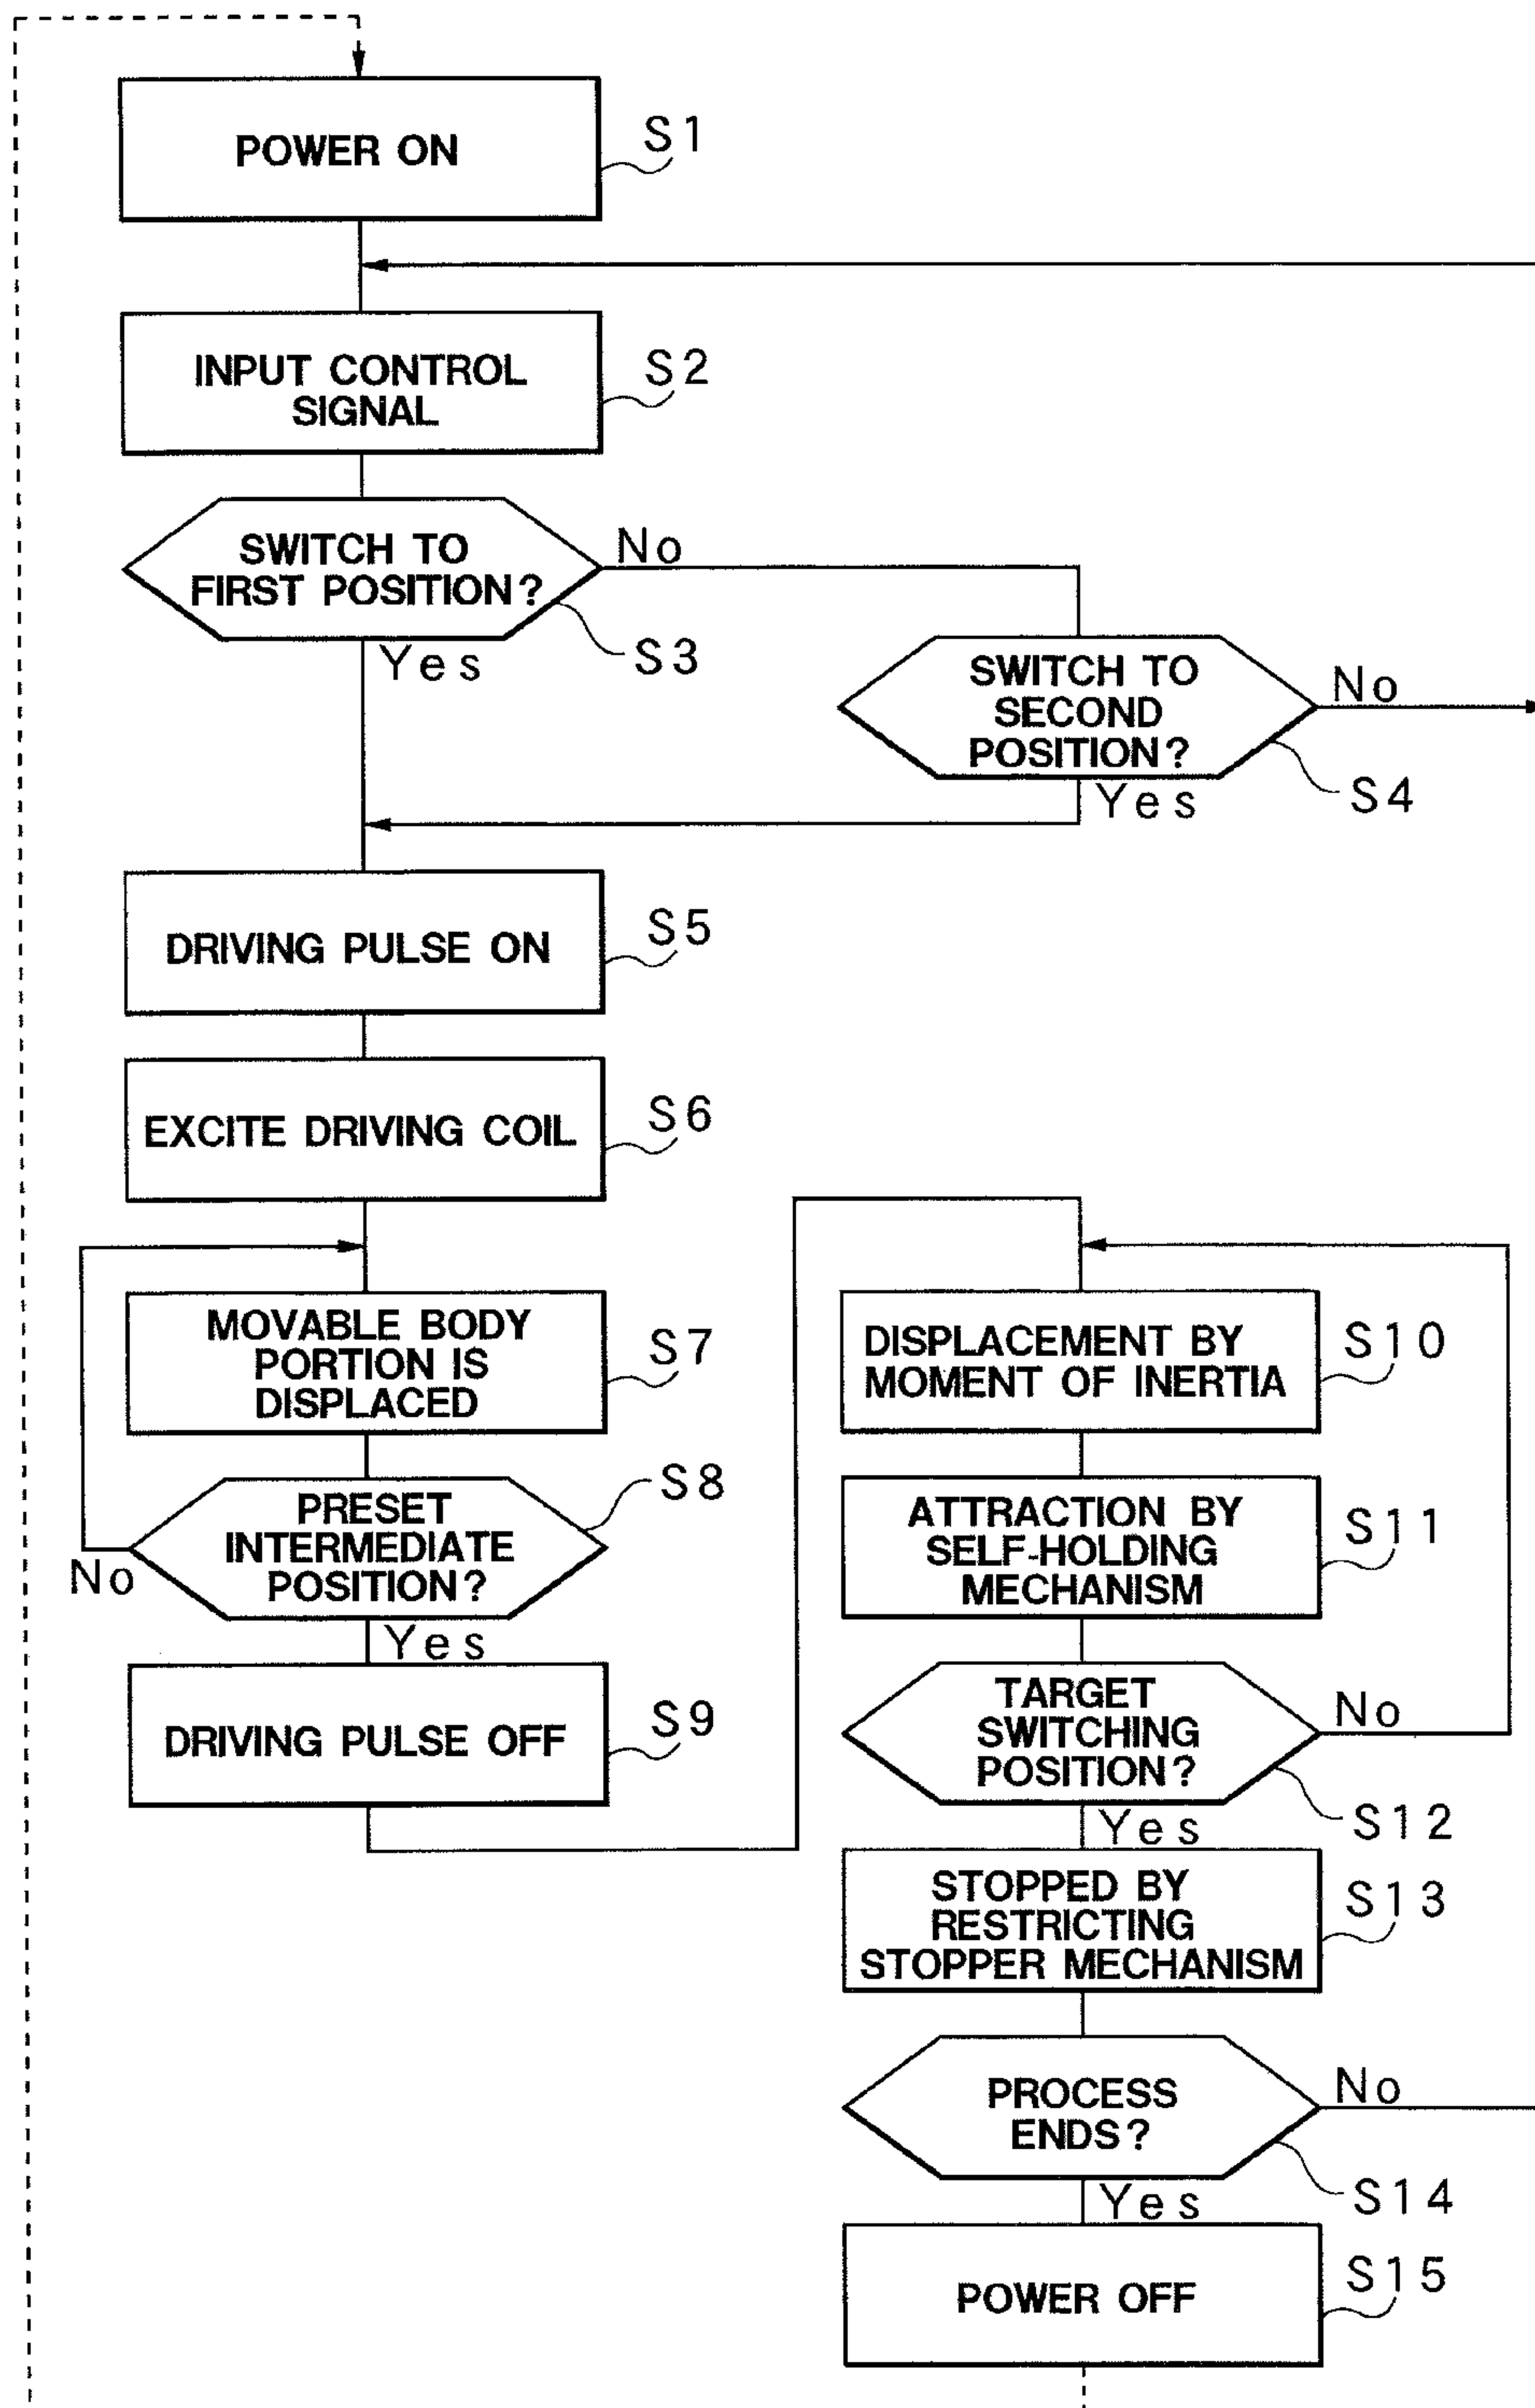 POWER ON
S1
INPUT CONTROL
SIGNAL
S2
SWITCH TO
FIRST POSITION?
No
S3
Yes
SWITCH TO
SECOND
POSITION?
No
S4
Yes
DRIVING PULSE ON
S5
EXCITE DRIVING COIL
S6
MOVABLE BODY
PORTION IS
DISPLACED
S7
PRESET
INTERMEDIATE
POSITION?
S8
No
Yes
DRIVING PULSE OFF
S9
DISPLACEMENT BY
MOMENT OF INERTIA
S10
ATTRACTION BY
SELF-HOLDING
MECHANISM
S11
TARGET
SWITCHING
POSITION?
No
S12
Yes
STOPPED BY
RESTRICTING
STOPPER MECHANISM
S13
PROCESS
ENDS?
No
S14
Yes
POWER OFF
S15